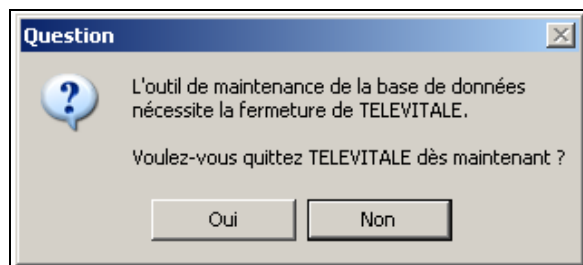 Question
L'outil de maintenance de la base de données
nécessite la fermeture de TELEVITALE.
Voulez-vous quittez TELEVITALE dès maintenant ?
Oui
Non